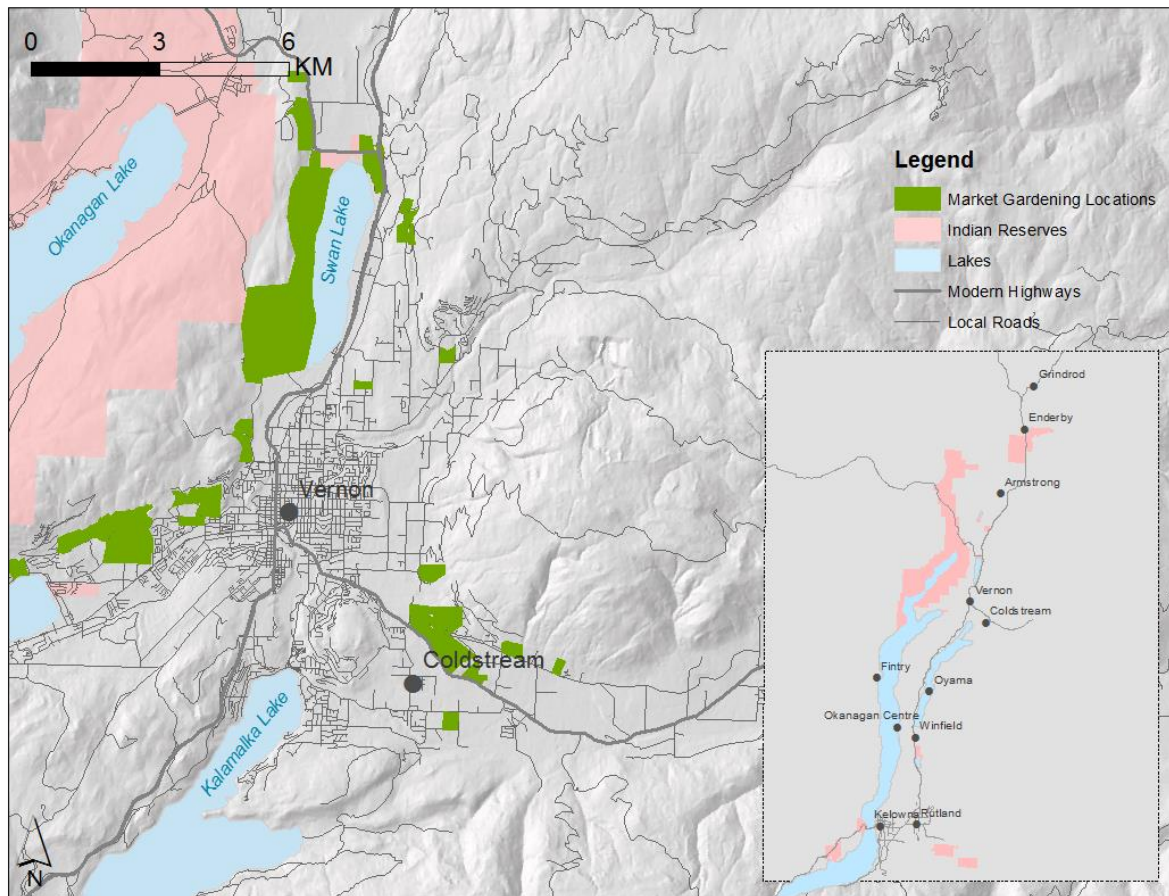 0 3 6
KM
Okanagan Lake
Swan Lake
Legend
Market Gardening Locations
Indian Reserves
Lakes
Modern Highways
Local Roads
Vernon
Coldstream
Kalamalka Lake
N
Grindrod
Enderby
Armstrong
Vernon
Coldstream
Fintry
Oyama
Okanagan Centre
Winfield
Kelowna
Rutland